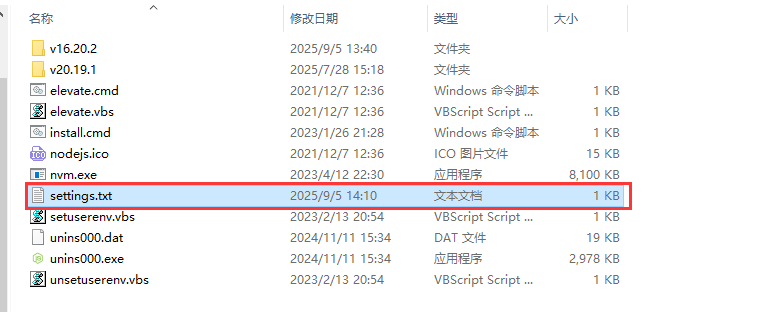 名称 修改日期 类型 大小
v16.20.2 2025/9/5 13:40 文件夹
v20.19.1 2025/7/28 15:18 文件夹
elevate.cmd 2021/12/7 12:36 Windows 命令脚本 1 KB
elevate.vbs 2021/12/7 12:36 VBScript Script ... 1 KB
install.cmd 2023/1/26 21:28 Windows 命令脚本 1 KB
ICO nodejs.ico 2021/12/7 12:36 ICO 图片文件 15 KB
nvm.exe 2023/4/12 22:30 应用程序 8,100 KB
settings.txt 2025/9/5 14:10 文本文档 1 KB
setuserenv.vbs 2023/2/13 20:54 VBScript Script ... 1 KB
unins000.dat 2024/11/11 15:34 DAT 文件 19 KB
unins000.exe 2024/11/11 15:34 应用程序 2,978 KB
unsetuserenv.vbs 2023/2/13 20:54 VBScript Script ... 1 KB